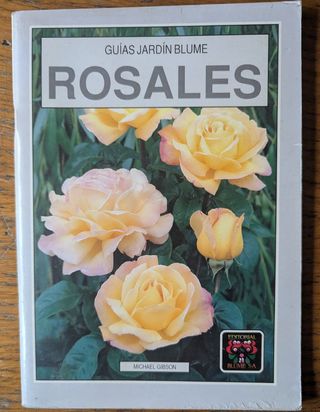 GUÍAS JARDÍN BLUME
ROSALES
EDITORIAL
BLUME S·A
MICHAEL GIBSON